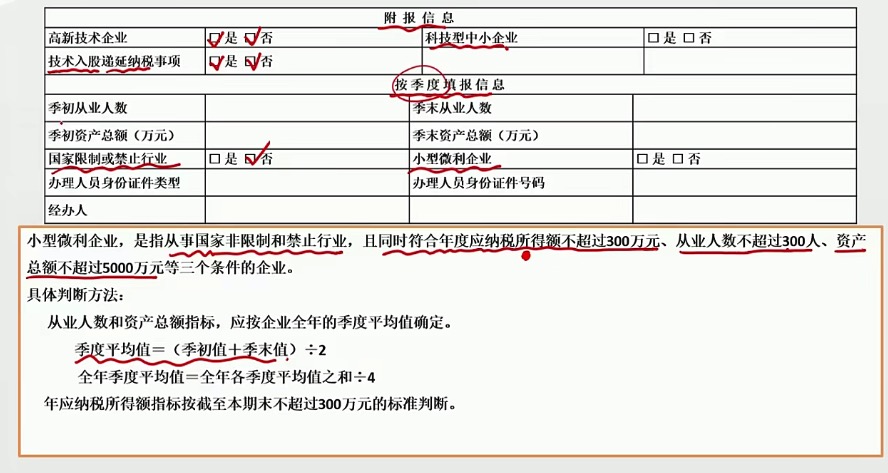 附报信息
高新技术企业 □是 □否 科技型中小企业 □是 □否
技术入股递延纳税事项 □是 □否
按季度填报信息
季初从业人数 季末从业人数
季初资产总额（万元） 季末资产总额（万元）
国家限制或禁止行业 □是 □否 小型微利企业 □是 □否
办理人员身份证件类型 办理人员身份证件号码
经办人
小型微利企业，是指从事国家非限制和禁止行业，且同时符合年度应纳税所得额不超过300万元、从业人数不超过300人、资产
总额不超过5000万元等三个条件的企业。
具体判断方法：
从业人数和资产总额指标，应按企业全年的季度平均值确定。
季度平均值＝（季初值＋季末值）÷2
全年季度平均值＝全年各季度平均值之和÷4
年应纳税所得额指标按截至本期末不超过300万元的标准判断。